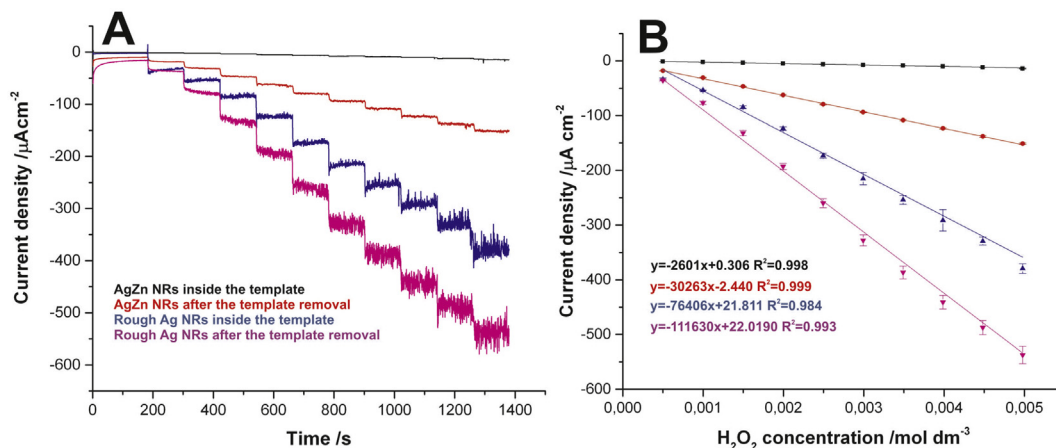 A
Current density /μAcm⁻²
0
-100
-200
-300
-400
-500
-600
AgZn NRs inside the template
AgZn NRs after the template removal
Rough Ag NRs inside the template
Rough Ag NRs after the template removal
0 200 400 600 800 1000 1200 1400
Time /s
B
Current density /μA cm⁻²
0
-100
-200
-300
-400
-500
-600
y=-2601x+0.306 R²=0.998
y=-30263x-2.440 R²=0.999
y=-76406x+21.811 R²=0.984
y=-111630x+22.0190 R²=0.993
0,000 0,001 0,002 0,003 0,004 0,005
H₂O₂ concentration /mol dm⁻³